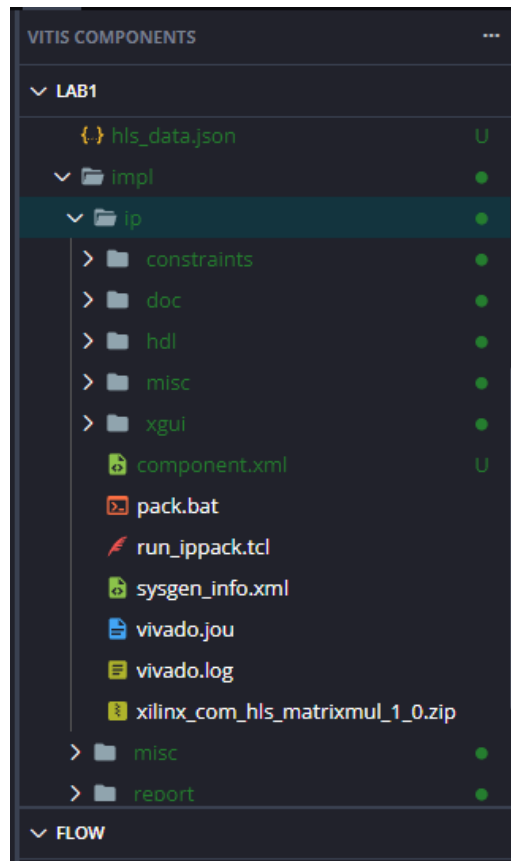 VITIS COMPONENTS ...
LAB1
{..} hls_data.json U
impl
ip
constraints
doc
hdl
misc
xgui
component.xml U
pack.bat
run_ippack.tcl
sysgen_info.xml
vivado.jou
vivado.log
xilinx_com_hls_matrixmul_1_0.zip
misc
report
FLOW